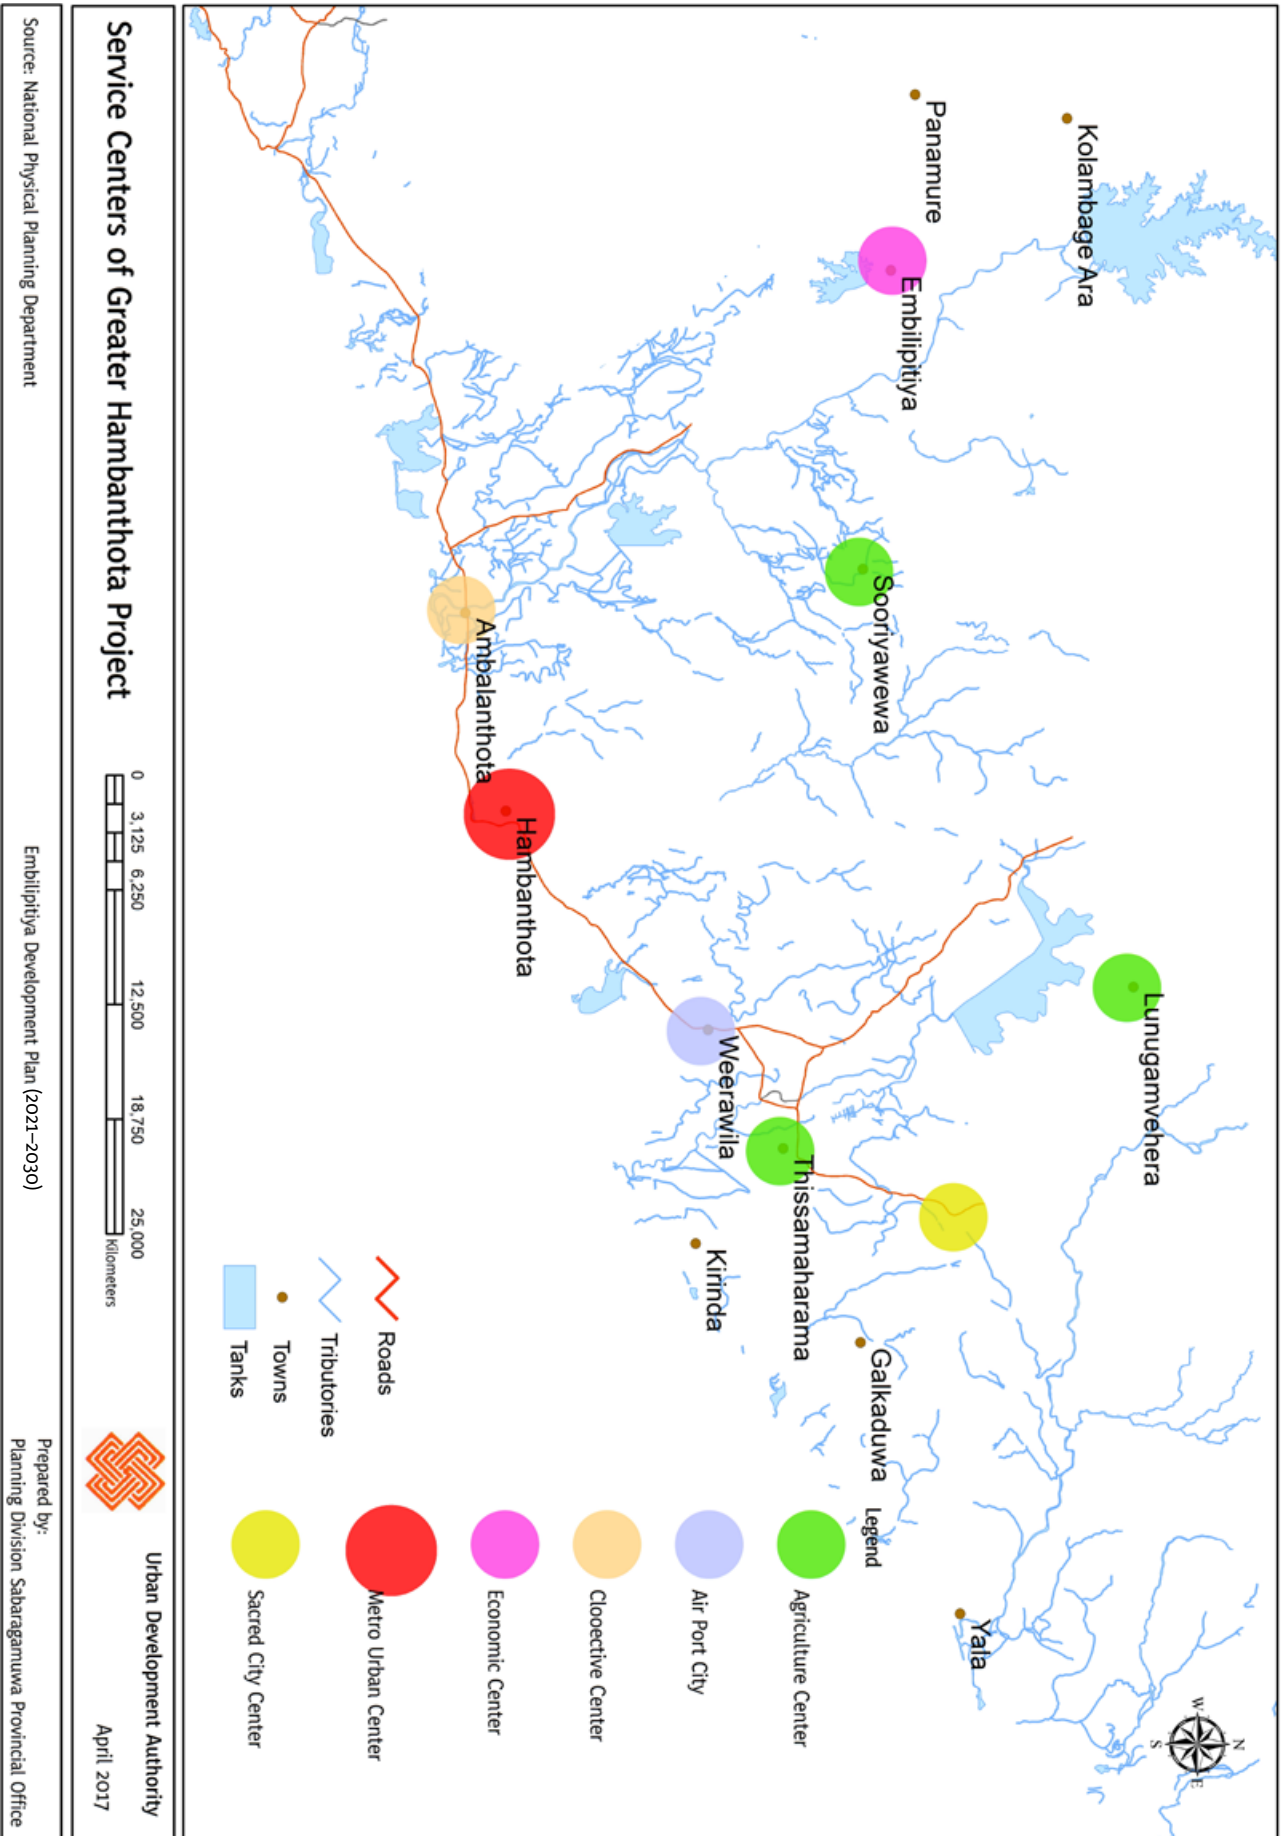 Kolambage Ara
Panamure
Embilipitiya
Sooriyawewa
Lunugamvehera
Ambalanthota
Hambanthota
Weerawila
Thissamaharama
Kirinda
Galkaduwa
Yala
N
W
E
S
Legend
Agriculture Center
Air Port City
Clooective Center
Economic Center
Metro Urban Center
Sacred City Center
Roads
Tributories
Towns
Tanks
Service Centers of Greater Hambanthota Project
0 3,125 6,250 12,500 18,750 25,000
Kilometers
Urban Development Authority
April 2017
Source: National Physical Planning Department
Embilipitiya Development Plan (2021–2030)
Prepared by:
Planning Division Sabaragamuwa Provincial Office